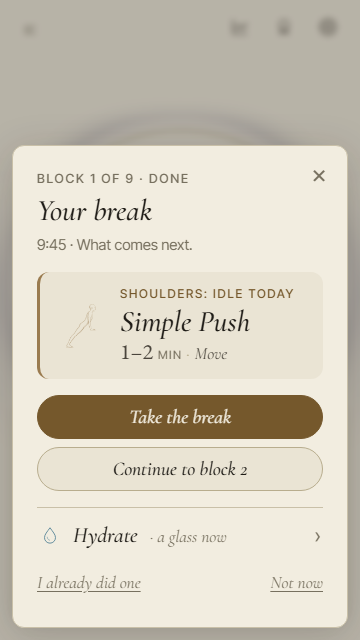 BLOCK 1 OF 9 · DONE
Your break
9:45 · What comes next.
SHOULDERS: IDLE TODAY
Simple Push
1–2 MIN · Move
Take the break
Continue to block 2
Hydrate · a glass now
I already did one Not now